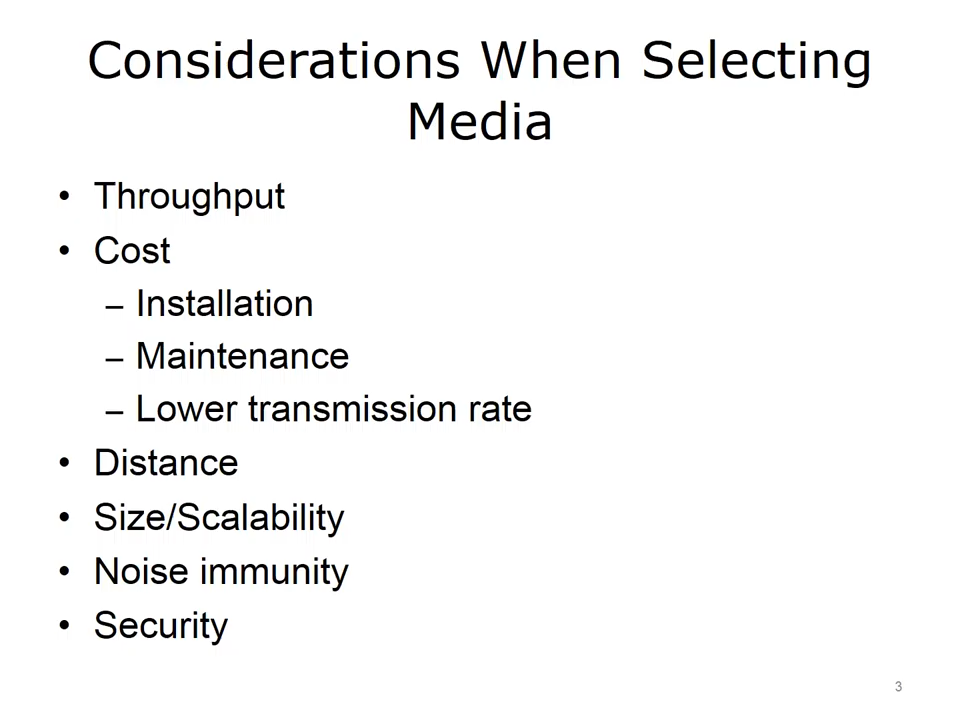 Considerations When Selecting
Media
• Throughput
• Cost
– Installation
– Maintenance
– Lower transmission rate
• Distance
• Size/Scalability
• Noise immunity
• Security
3